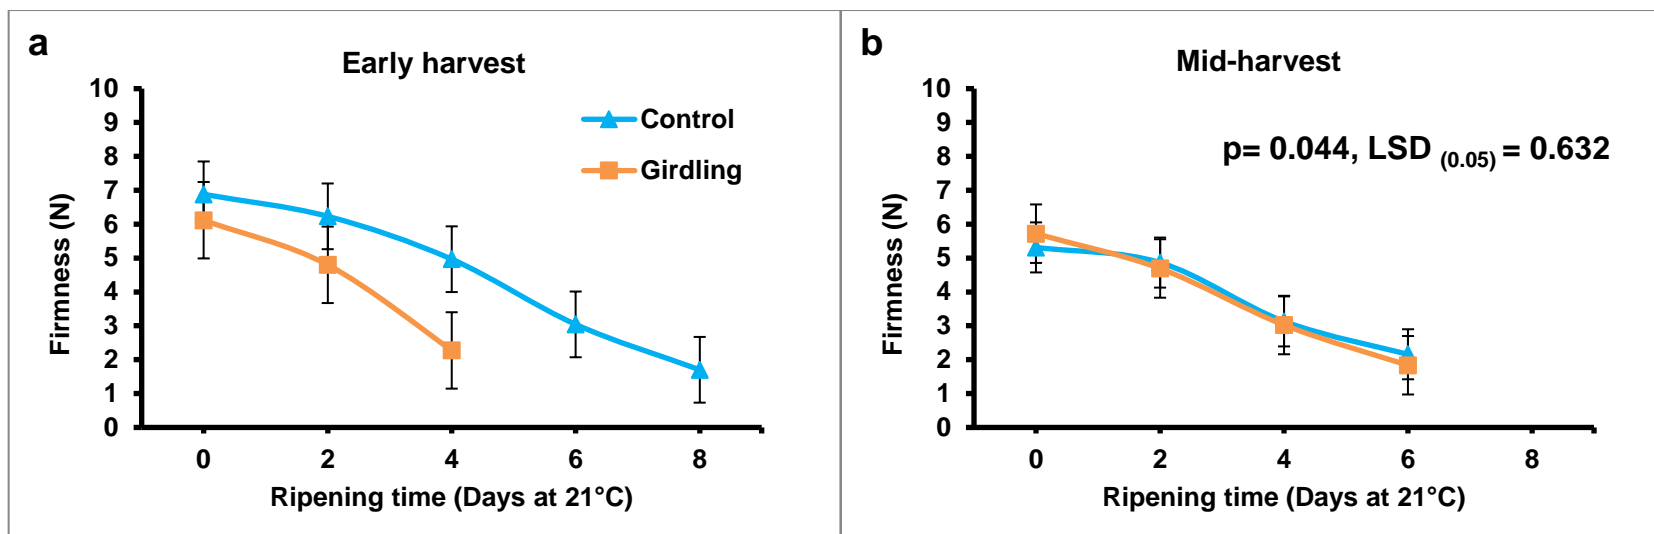 a
Early harvest
Control
Girdling
Firmness (N)
10
9
8
7
6
5
4
3
2
1
0
0 2 4 6 8
Ripening time (Days at 21°C)
b
Mid-harvest
p= 0.044, LSD (0.05) = 0.632
Firmness (N)
10
9
8
7
6
5
4
3
2
1
0
0 2 4 6 8
Ripening time (Days at 21°C)